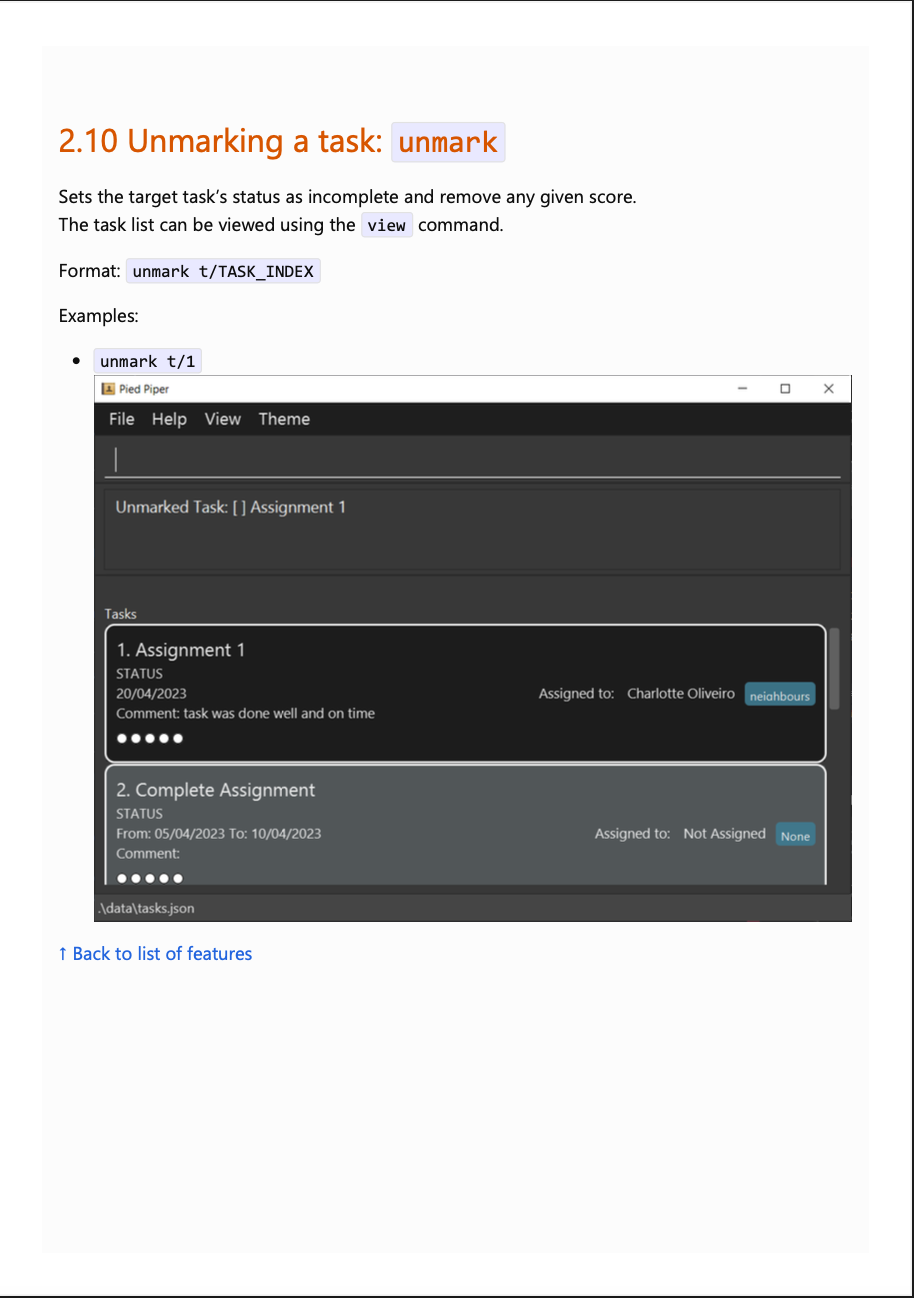 2.10 Unmarking a task: unmark
Sets the target task’s status as incomplete and remove any given score.
The task list can be viewed using the view command.
Format: unmark t/TASK_INDEX
Examples:
• unmark t/1
Pied Piper
File Help View Theme
Unmarked Task: [ ] Assignment 1
Tasks
1. Assignment 1
STATUS
20/04/2023
Assigned to: Charlotte Oliveiro neighbours
Comment: task was done well and on time
2. Complete Assignment
STATUS
From: 05/04/2023 To: 10/04/2023
Assigned to: Not Assigned None
Comment:
.\data\tasks.json
↑ Back to list of features